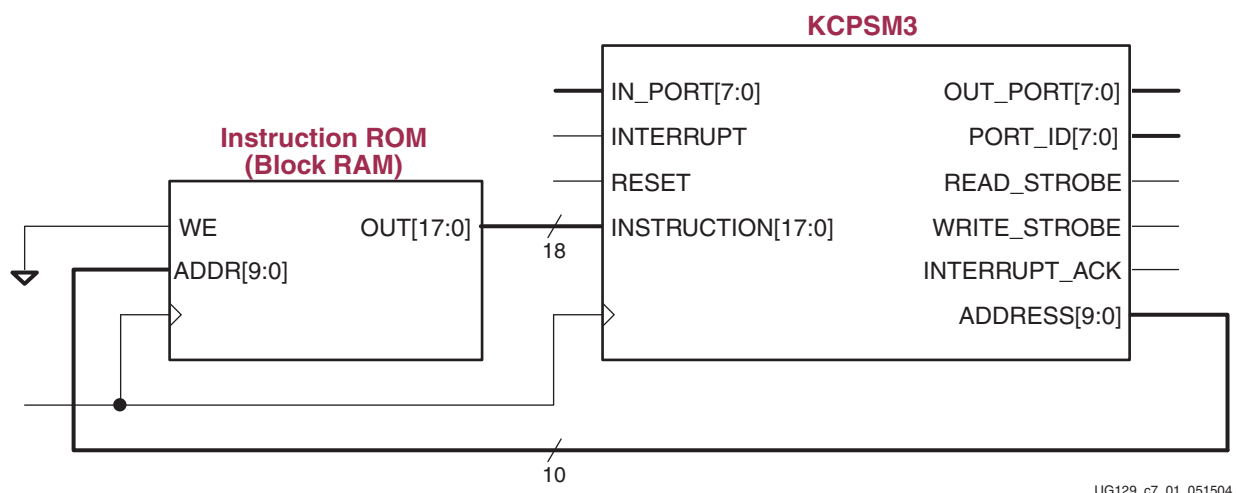 KCPSM3
IN_PORT[7:0]
OUT_PORT[7:0]
INTERRUPT
PORT_ID[7:0]
Instruction ROM
(Block RAM)
RESET
READ_STROBE
WE
OUT[17:0]
18
INSTRUCTION[17:0]
WRITE_STROBE
ADDR[9:0]
INTERRUPT_ACK
ADDRESS[9:0]
10
UG129_c7_01_051504